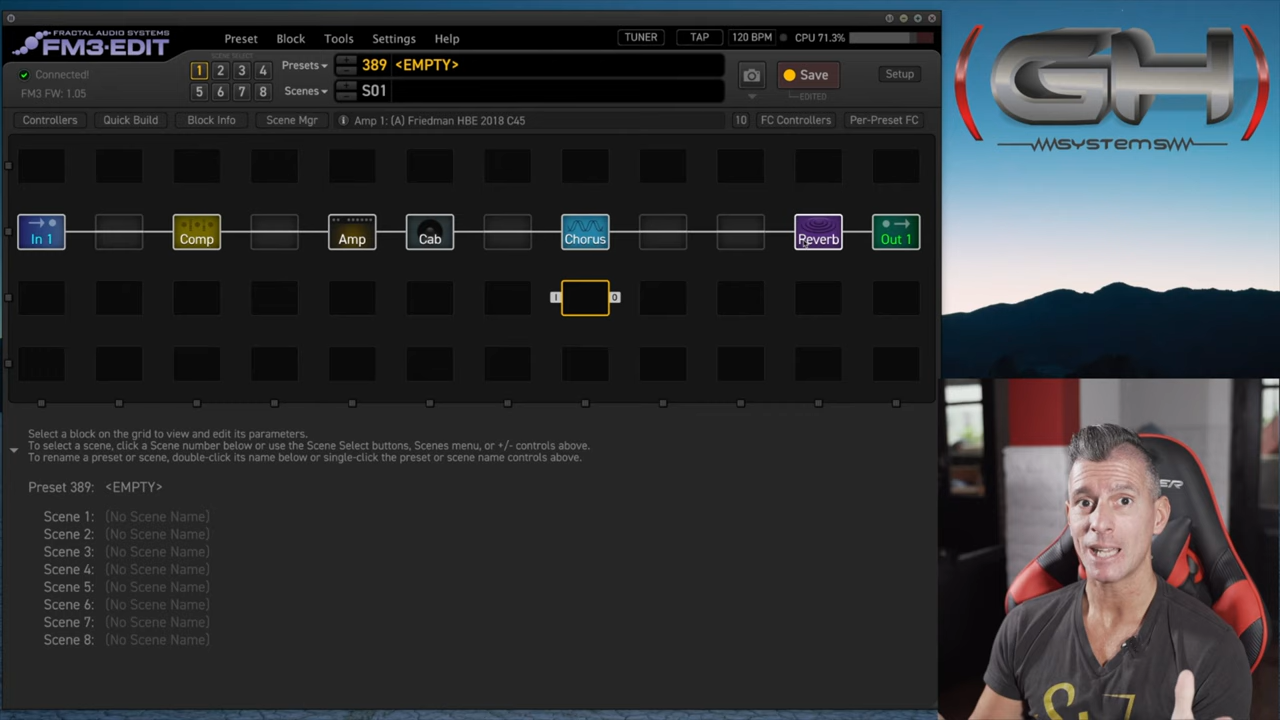 FRACTAL AUDIO SYSTEMS
FM3-EDIT
Preset Block Tools Settings Help
TUNER TAP 120 BPM CPU 71.3%
Connected!
FM3 FW: 1.05
SCENE SELECT
1 2 3 4
5 6 7 8
Presets 389 <EMPTY>
Scenes S01
Save
EDITED
Setup
Controllers Quick Build Block Info Scene Mgr Amp 1: (A) Friedman HBE 2018 C45 10 FC Controllers Per-Preset FC
In 1 Comp Amp Cab Chorus Reverb Out 1
I O
Select a block on the grid to view and edit its parameters.
To select a scene, click a Scene number below or use the Scene Select buttons, Scenes menu, or +/- controls above.
To rename a preset or scene, double-click its name below or single-click the preset or scene name controls above.
Preset 389: <EMPTY>
Scene 1: (No Scene Name)
Scene 2: (No Scene Name)
Scene 3: (No Scene Name)
Scene 4: (No Scene Name)
Scene 5: (No Scene Name)
Scene 6: (No Scene Name)
Scene 7: (No Scene Name)
Scene 8: (No Scene Name)
GH
SYSTEMS